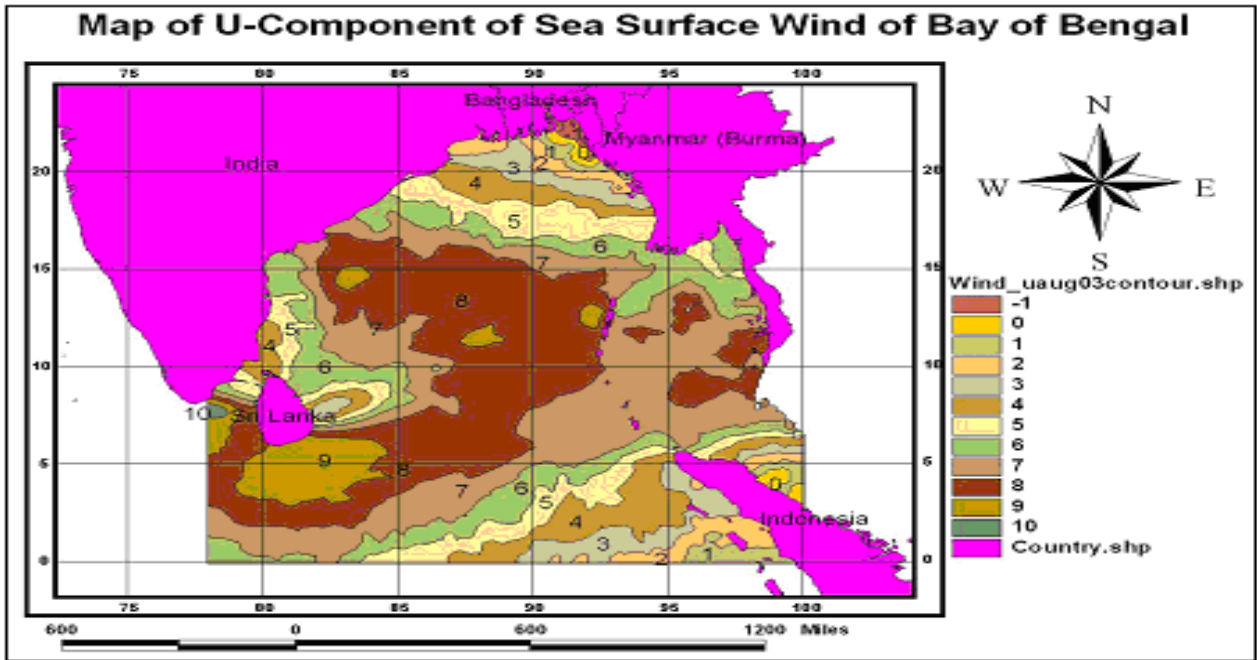 Map of U-Component of Sea Surface Wind of Bay of Bengal
75 80 85 90 95 100
Bangladesh
Myanmar (Burma)
India
N
W E
S
20 20
1 0
2
3
4
5
6
15 15
7
8
5 7
4
10 10
6
10 Sri Lanka
9 8
5 5
7 6 5 0
4 Indonesia
3 2 1
0 0
75 80 85 90 95 100
Wind_uaug03contour.shp
-1
0
1
2
3
4
5
6
7
8
9
10
Country.shp
600 0 600 1200 Miles